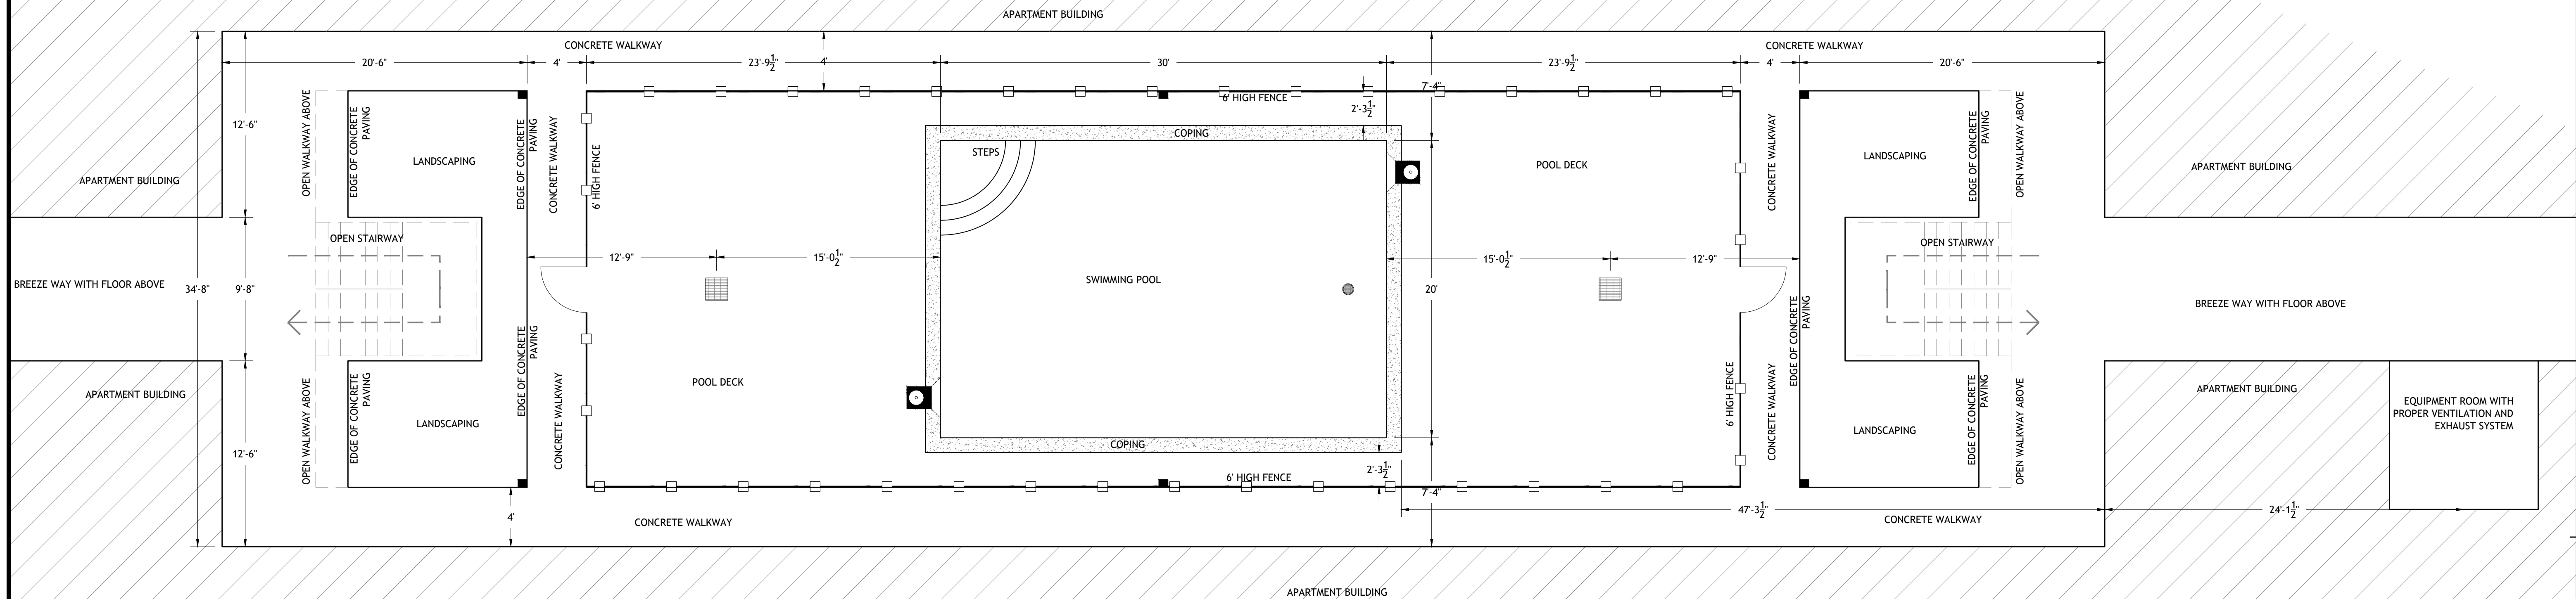 APARTMENT BUILDING
CONCRETE WALKWAY
CONCRETE WALKWAY
20'-6"
4'
23'-9 1/2"
4'
30'
23'-9 1/2"
4'
20'-6"
7'-4"
6' HIGH FENCE
2'-3 1/2"
COPING
OPEN WALKWAY ABOVE
EDGE OF CONCRETE
PAVING
12'-6"
LANDSCAPING
EDGE OF CONCRETE
PAVING
CONCRETE WALKWAY
6' HIGH FENCE
STEPS
POOL DECK
CONCRETE WALKWAY
LANDSCAPING
EDGE OF CONCRETE
PAVING
OPEN WALKWAY ABOVE
APARTMENT BUILDING
APARTMENT BUILDING
OPEN STAIRWAY
OPEN STAIRWAY
12'-9"
15'-0 1/2"
15'-0 1/2"
12'-9"
BREEZE WAY WITH FLOOR ABOVE
34'-8"
9'-8"
SWIMMING POOL
20'
BREEZE WAY WITH FLOOR ABOVE
EDGE OF CONCRETE
PAVING
APARTMENT BUILDING
OPEN WALKWAY ABOVE
EDGE OF CONCRETE
PAVING
EDGE OF CONCRETE
PAVING
CONCRETE WALKWAY
POOL DECK
6' HIGH FENCE
CONCRETE WALKWAY
EDGE OF CONCRETE
PAVING
OPEN WALKWAY ABOVE
APARTMENT BUILDING
EQUIPMENT ROOM WITH
PROPER VENTILATION AND
EXHAUST SYSTEM
12'-6"
LANDSCAPING
LANDSCAPING
COPING
2'-3 1/2"
6' HIGH FENCE
7'-4"
4'
CONCRETE WALKWAY
47'-3 1/2"
CONCRETE WALKWAY
24'-1 1/2"
APARTMENT BUILDING